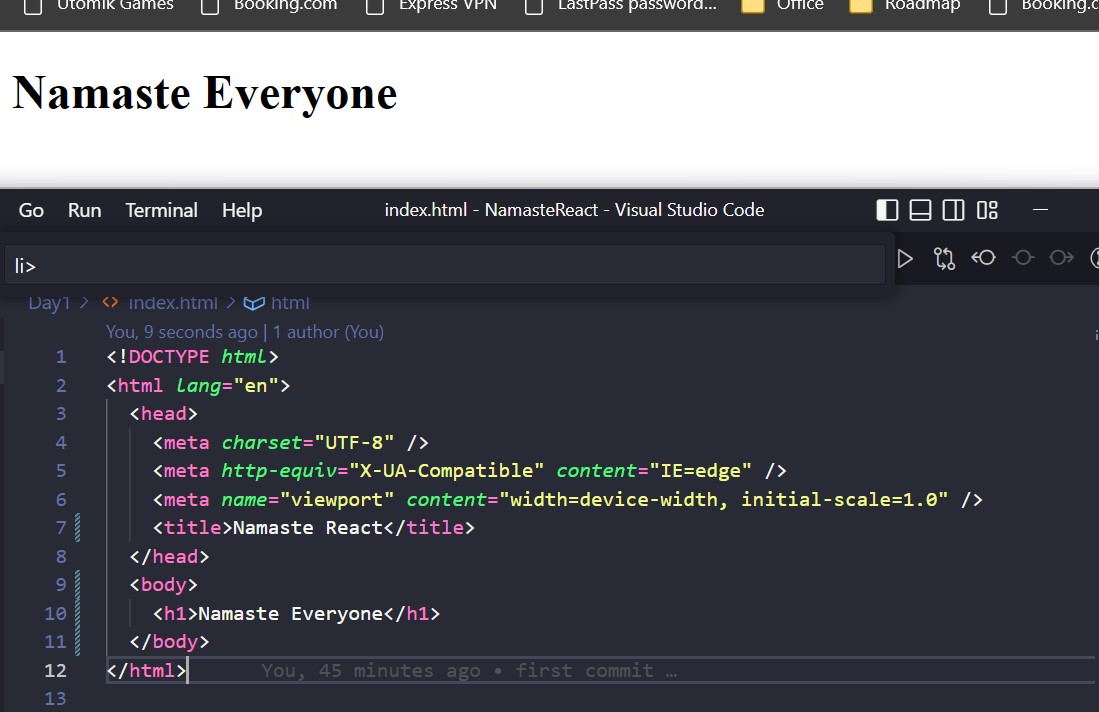 Utomik Games Booking.com Express VPN LastPass password... Office Roadmap Booking.c
Namaste Everyone
Go Run Terminal Help index.html - NamasteReact - Visual Studio Code
li>
Day1 > <> index.html > html
You, 9 seconds ago | 1 author (You)
1 <!DOCTYPE html>
2 <html lang="en">
3 <head>
4 <meta charset="UTF-8" />
5 <meta http-equiv="X-UA-Compatible" content="IE=edge" />
6 <meta name="viewport" content="width=device-width, initial-scale=1.0" />
7 <title>Namaste React</title>
8 </head>
9 <body>
10 <h1>Namaste Everyone</h1>
11 </body>
12 </html> You, 45 minutes ago • first commit …
13